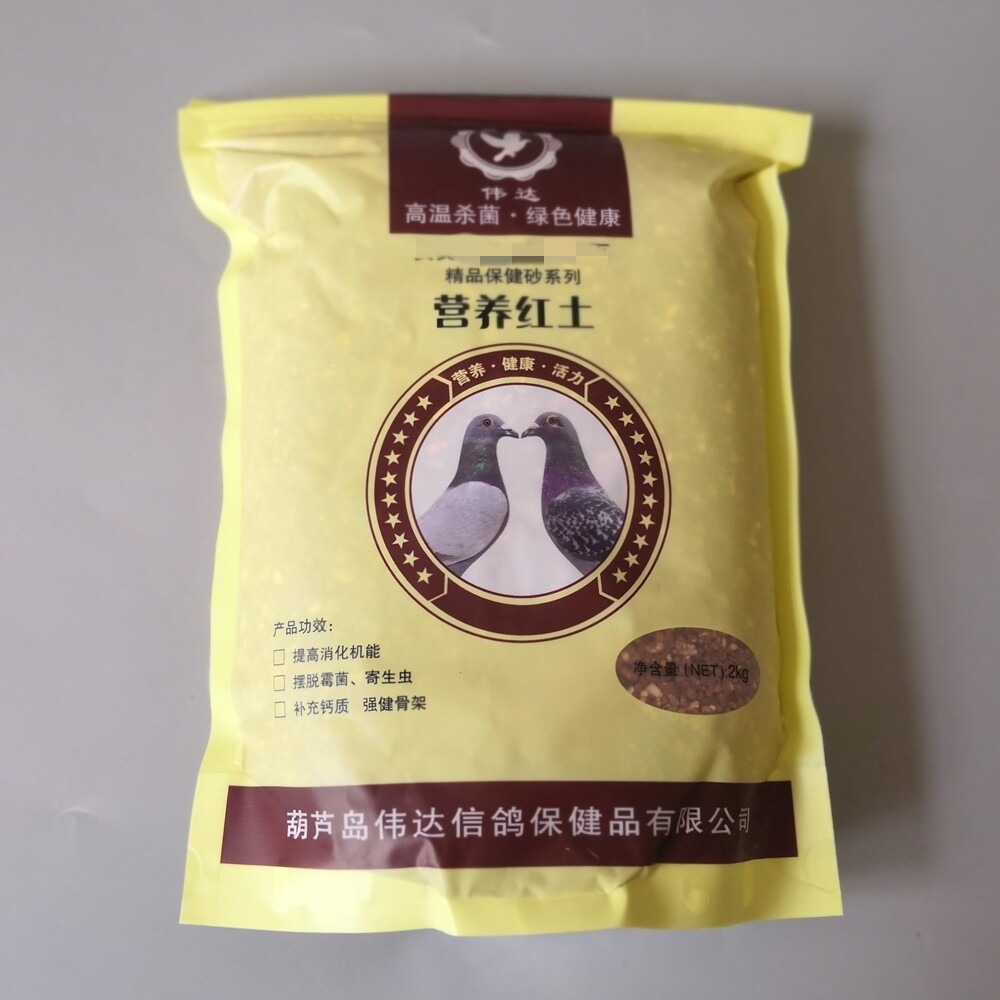 伟达
高温杀菌·绿色健康
精品保健砂系列
营养红土
营养·健康·活力
产品功效：
□ 提高消化机能
□ 摆脱霉菌、寄生虫
□ 补充钙质 强健骨架
净含量(NET):2kg
葫芦岛伟达信鸽保健品有限公司